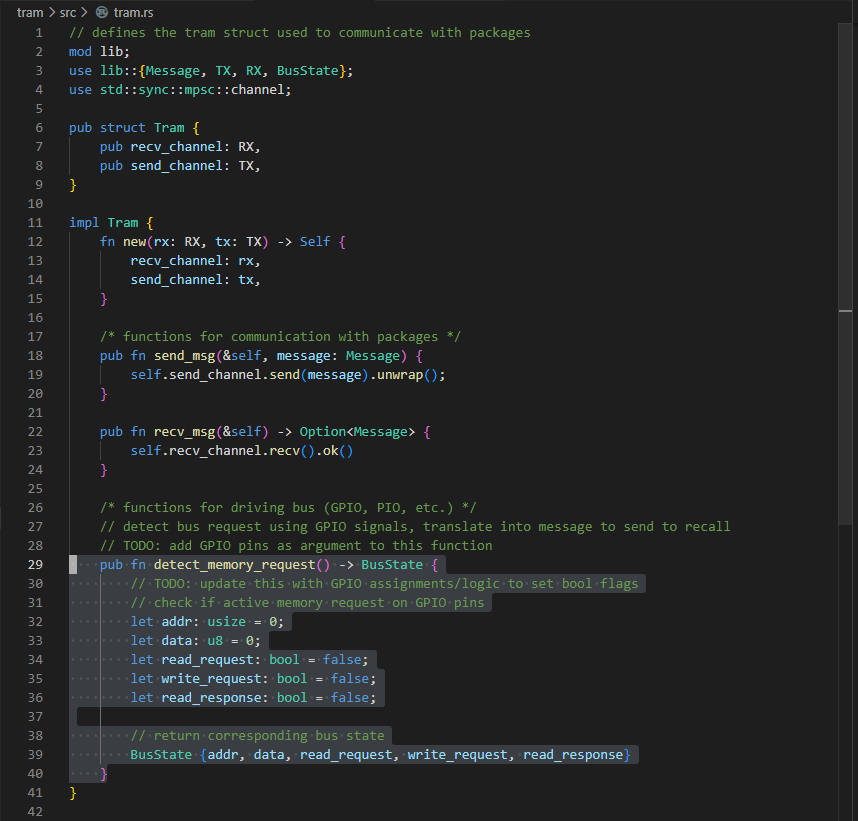 tram > src > tram.rs
1 // defines the tram struct used to communicate with packages
2 mod lib;
3 use lib::{Message, TX, RX, BusState};
4 use std::sync::mpsc::channel;
5
6 pub struct Tram {
7     pub recv_channel: RX,
8     pub send_channel: TX,
9 }
10
11 impl Tram {
12     fn new(rx: RX, tx: TX) -> Self {
13         recv_channel: rx,
14         send_channel: tx,
15     }
16
17     /* functions for communication with packages */
18     pub fn send_msg(&self, message: Message) {
19         self.send_channel.send(message).unwrap();
20     }
21
22     pub fn recv_msg(&self) -> Option<Message> {
23         self.recv_channel.recv().ok()
24     }
25
26     /* functions for driving bus (GPIO, PIO, etc.) */
27     // detect bus request using GPIO signals, translate into message to send to recall
28     // TODO: add GPIO pins as argument to this function
29     pub fn detect_memory_request() -> BusState {
30         // TODO: update this with GPIO assignments/logic to set bool flags
31         // check if active memory request on GPIO pins
32         let addr: usize = 0;
33         let data: u8 = 0;
34         let read_request: bool = false;
35         let write_request: bool = false;
36         let read_response: bool = false;
37
38         // return corresponding bus state
39         BusState {addr, data, read_request, write_request, read_response}
40     }
41 }
42